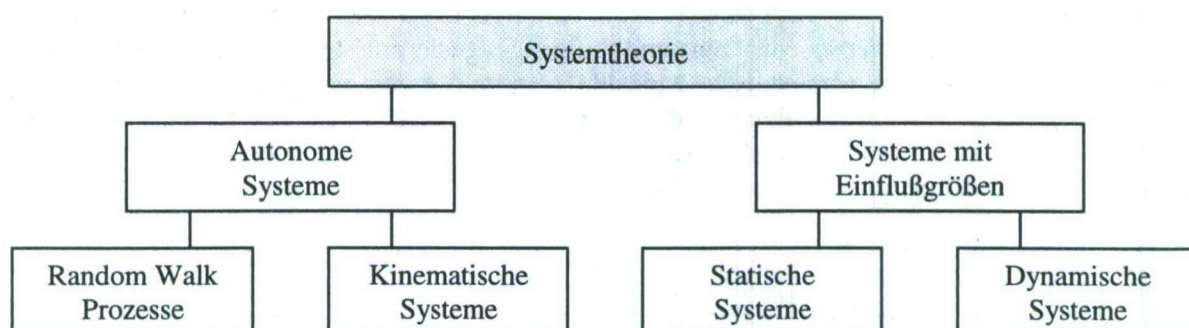 Systemtheorie
Autonome
Systeme
Systeme mit
Einflußgrößen
Random Walk
Prozesse
Kinematische
Systeme
Statische
Systeme
Dynamische
Systeme